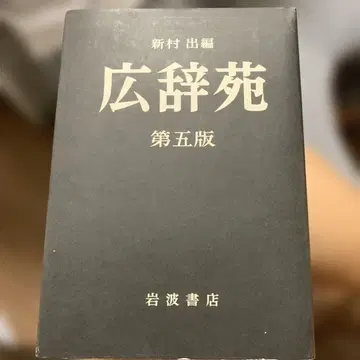 新村 出編
広辞苑
第五版
岩波書店